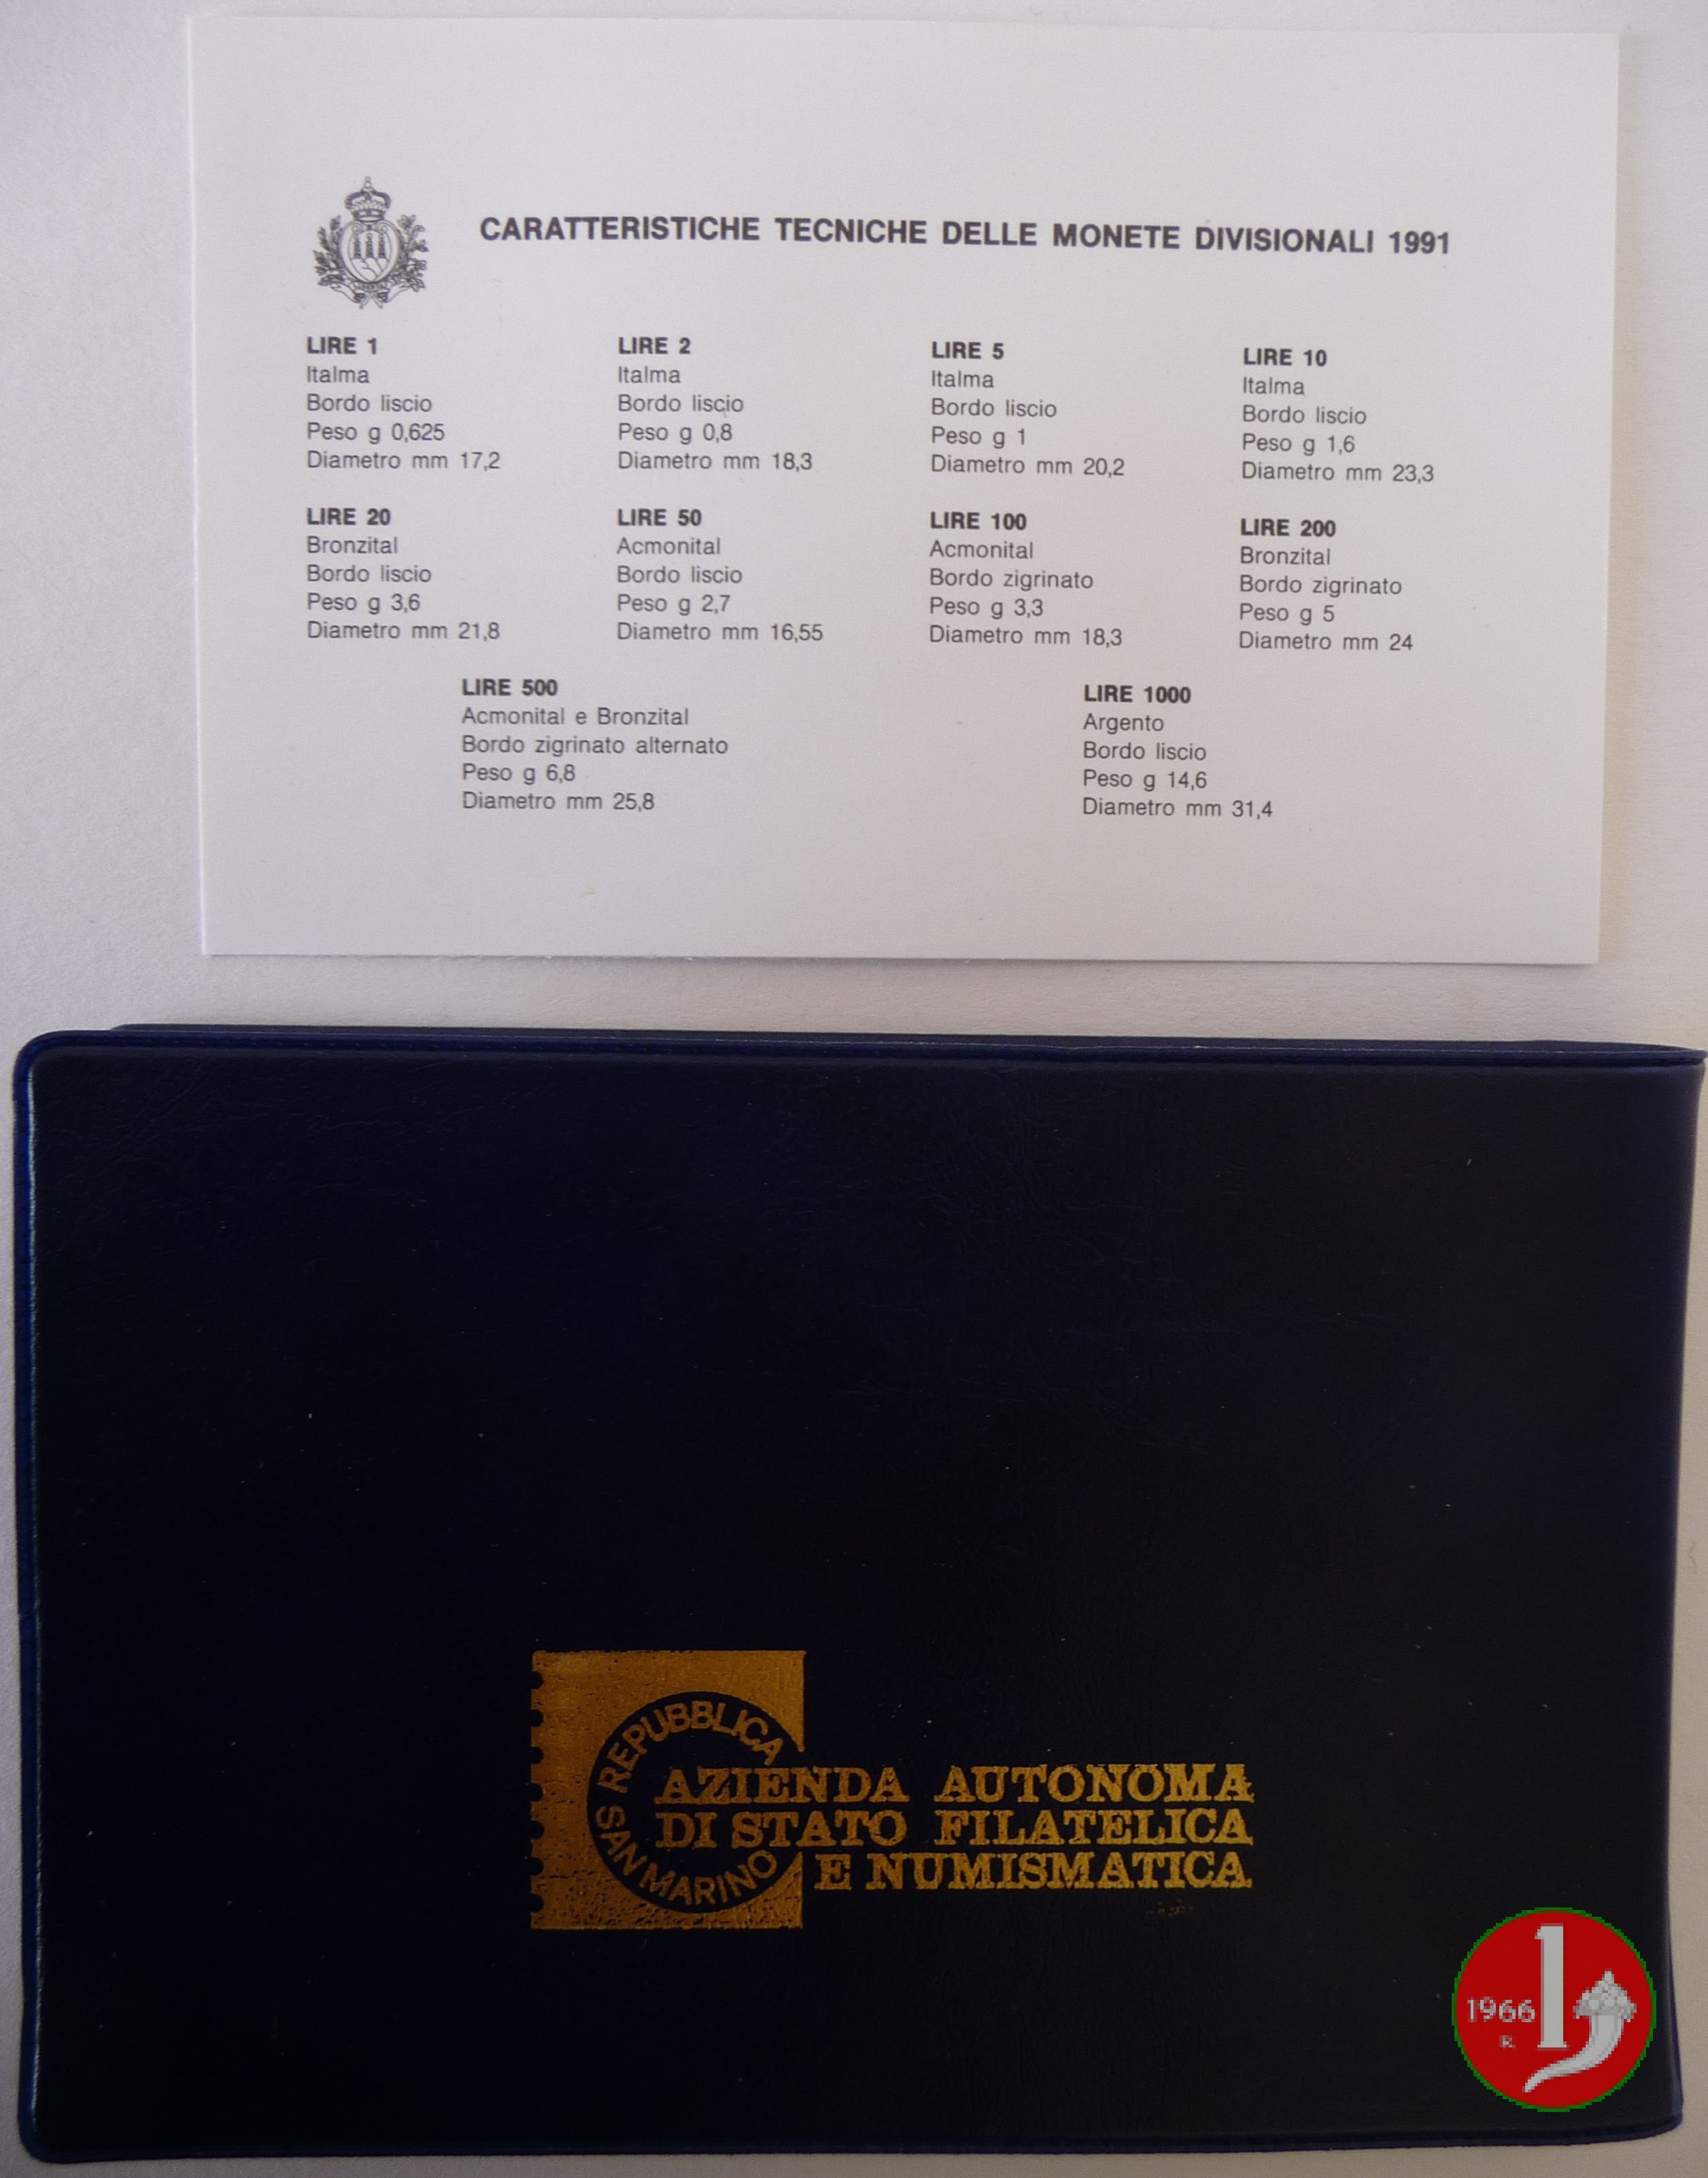 CARATTERISTICHE TECNICHE DELLE MONETE DIVISIONALI 1991
LIRE 1
Italma
Bordo liscio
Peso g 0,625
Diametro mm 17,2
LIRE 2
Italma
Bordo liscio
Peso g 0,8
Diametro mm 18,3
LIRE 5
Italma
Bordo liscio
Peso g 1
Diametro mm 20,2
LIRE 10
Italma
Bordo liscio
Peso g 1,6
Diametro mm 23,3
LIRE 20
Bronzital
Bordo liscio
Peso g 3,6
Diametro mm 21,8
LIRE 50
Acmonital
Bordo liscio
Peso g 2,7
Diametro mm 16,55
LIRE 100
Acmonital
Bordo zigrinato
Peso g 3,3
Diametro mm 18,3
LIRE 200
Bronzital
Bordo zigrinato
Peso g 5
Diametro mm 24
LIRE 500
Acmonital e Bronzital
Bordo zigrinato alternato
Peso g 6,8
Diametro mm 25,8
LIRE 1000
Argento
Bordo liscio
Peso g 14,6
Diametro mm 31,4
REPUBBLICA
SAN MARINO
AZIENDA AUTONOMA
DI STATO FILATELICA
E NUMISMATICA
1966
R
1